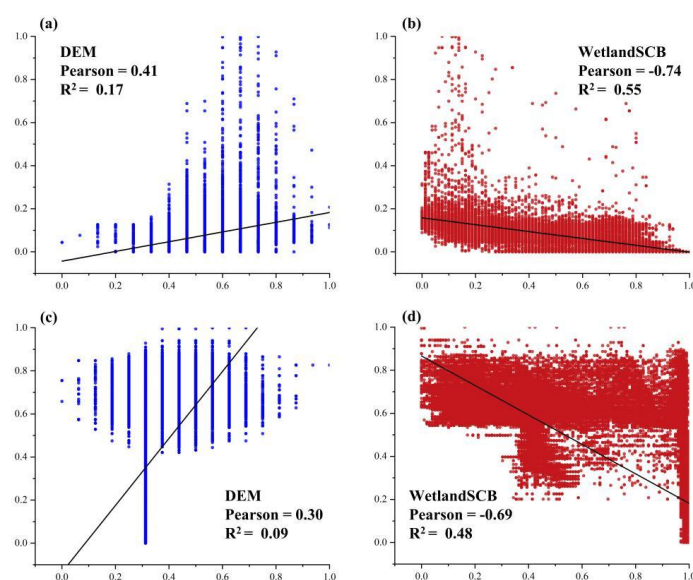 (a)
DEM
Pearson = 0.41
R² = 0.17
1.0
0.8
0.6
0.4
0.2
0.0
0.0 0.2 0.4 0.6 0.8 1.0
(b)
WetlandSCB
Pearson = -0.74
R² = 0.55
1.0
0.8
0.6
0.4
0.2
0.0
0.0 0.2 0.4 0.6 0.8 1.0
(c)
DEM
Pearson = 0.30
R² = 0.09
1.0
0.8
0.6
0.4
0.2
0.0
0.0 0.2 0.4 0.6 0.8 1.0
(d)
WetlandSCB
Pearson = -0.69
R² = 0.48
1.0
0.8
0.6
0.4
0.2
0.0
0.0 0.2 0.4 0.6 0.8 1.0